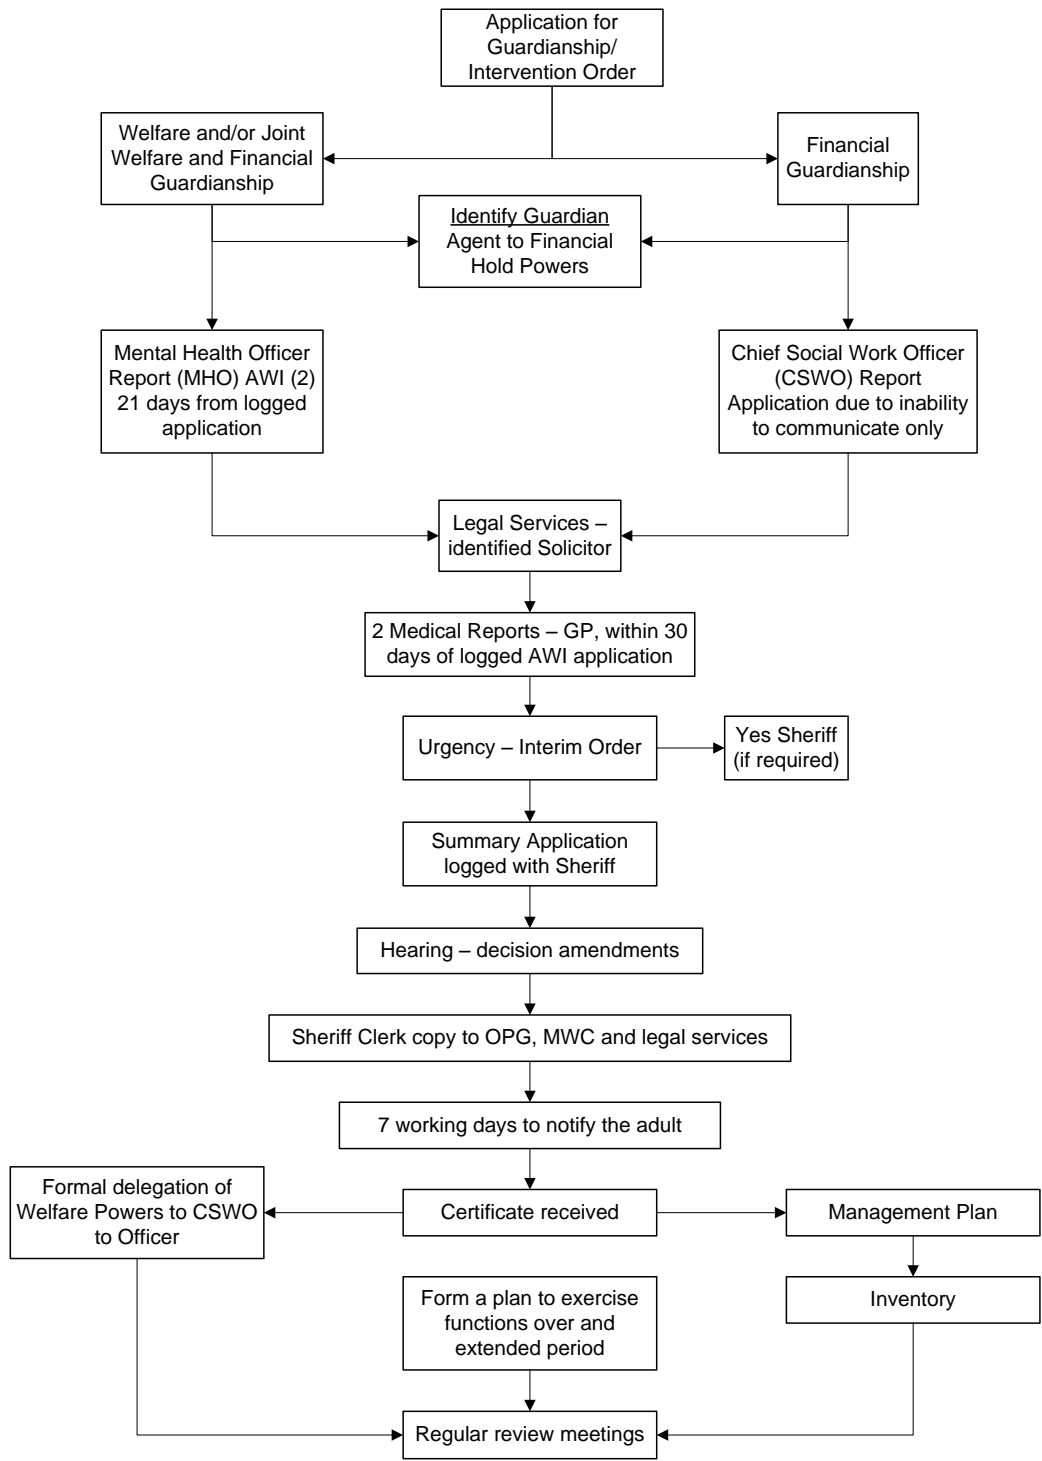 Application for
Guardianship/
Intervention Order
Welfare and/or Joint
Welfare and Financial
Guardianship
Financial
Guardianship
Identify Guardian
Agent to Financial
Hold Powers
Mental Health Officer
Report (MHO) AWI (2)
21 days from logged
application
Chief Social Work Officer
(CSWO) Report
Application due to inability
to communicate only
Legal Services –
identified Solicitor
2 Medical Reports – GP, within 30
days of logged AWI application
Urgency – Interim Order
Yes Sheriff
(if required)
Summary Application
logged with Sheriff
Hearing – decision amendments
Sheriff Clerk copy to OPG, MWC and legal services
7 working days to notify the adult
Formal delegation of
Welfare Powers to CSWO
to Officer
Certificate received
Management Plan
Form a plan to exercise
functions over and
extended period
Inventory
Regular review meetings